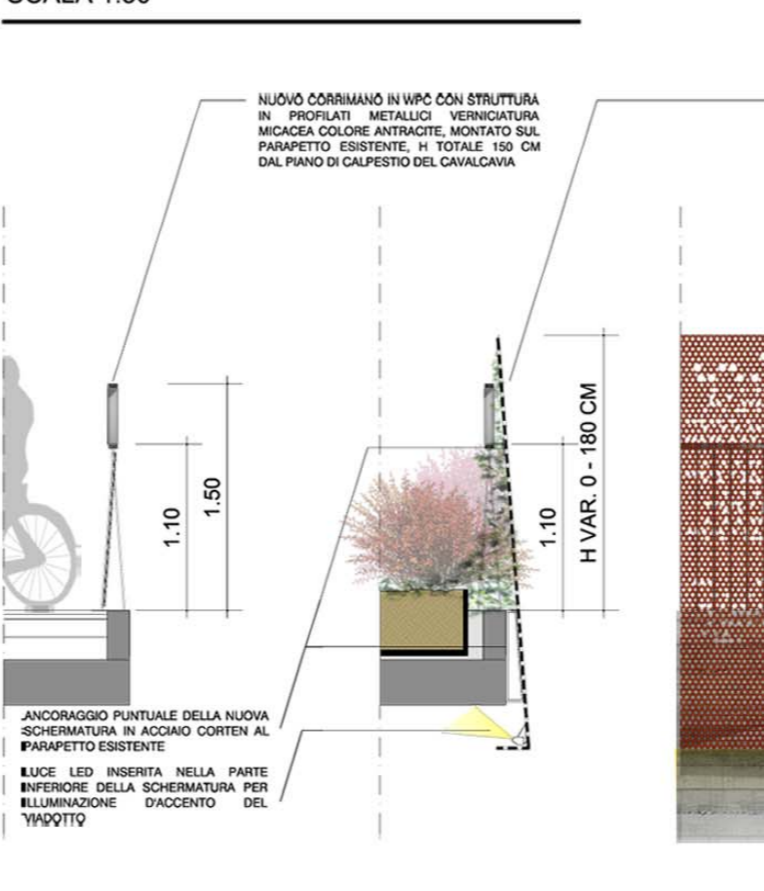 NUOVO CORRIMANO IN WPC CON STRUTTURA
IN PROFILATI METALLICI VERNICIATURA
MICACEA COLORE ANTRACITE, MONTATO SUL
PARAPETTO ESISTENTE, H TOTALE 150 CM
DAL PIANO DI CALPESTIO DEL CAVALCAVIA
1.10
1.50
1.10
H VAR. 0 - 180 CM
ANCORAGGIO PUNTUALE DELLA NUOVA
SCHERMATURA IN ACCIAIO CORTEN AL
PARAPETTO ESISTENTE
LUCE LED INSERITA NELLA PARTE
INFERIORE DELLA SCHERMATURA PER
ILLUMINAZIONE D'ACCENTO DEL
VIADOTTO